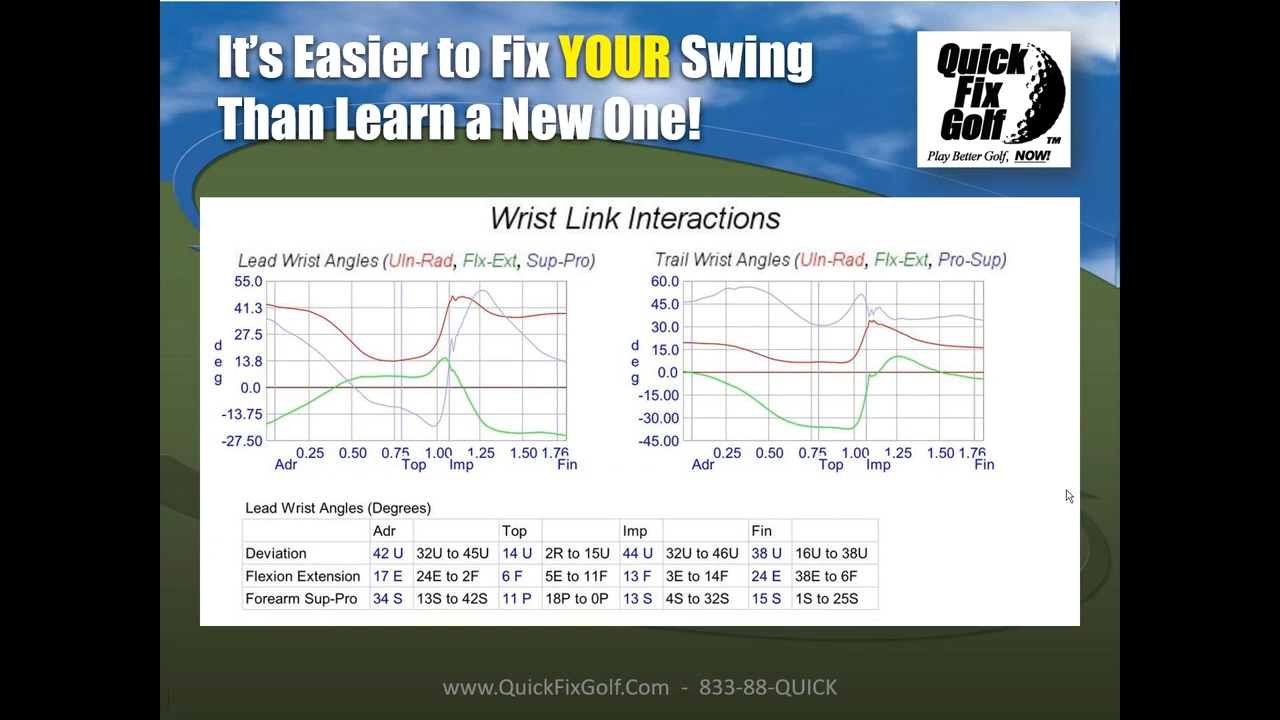 It's Easier to Fix YOUR Swing
Than Learn a New One!
Quick
Fix
Golf
TM
Play Better Golf, NOW!
Wrist Link Interactions
Lead Wrist Angles (Uln-Rad, Flx-Ext, Sup-Pro)
55.0
41.3
27.5
13.8
0.0
-13.75
-27.50
deg
0.25 0.50 0.75 1.00 1.25 1.50 1.76
Adr Top Imp Fin
Trail Wrist Angles (Uln-Rad, Flx-Ext, Pro-Sup)
60.0
45.0
30.0
15.0
0.0
-15.00
-30.00
-45.00
deg
0.25 0.50 0.75 1.00 1.25 1.50 1.76
Adr Top Imp Fin
Lead Wrist Angles (Degrees)
Adr Top Imp Fin
Deviation 42 U 32U to 45U 14 U 2R to 15U 44 U 32U to 46U 38 U 16U to 38U
Flexion Extension 17 E 24E to 2F 6 F 5E to 11F 13 F 3E to 14F 24 E 38E to 6F
Forearm Sup-Pro 34 S 13S to 42S 11 P 18P to 0P 13 S 4S to 32S 15 S 1S to 25S
www.QuickFixGolf.Com - 833-88-QUICK